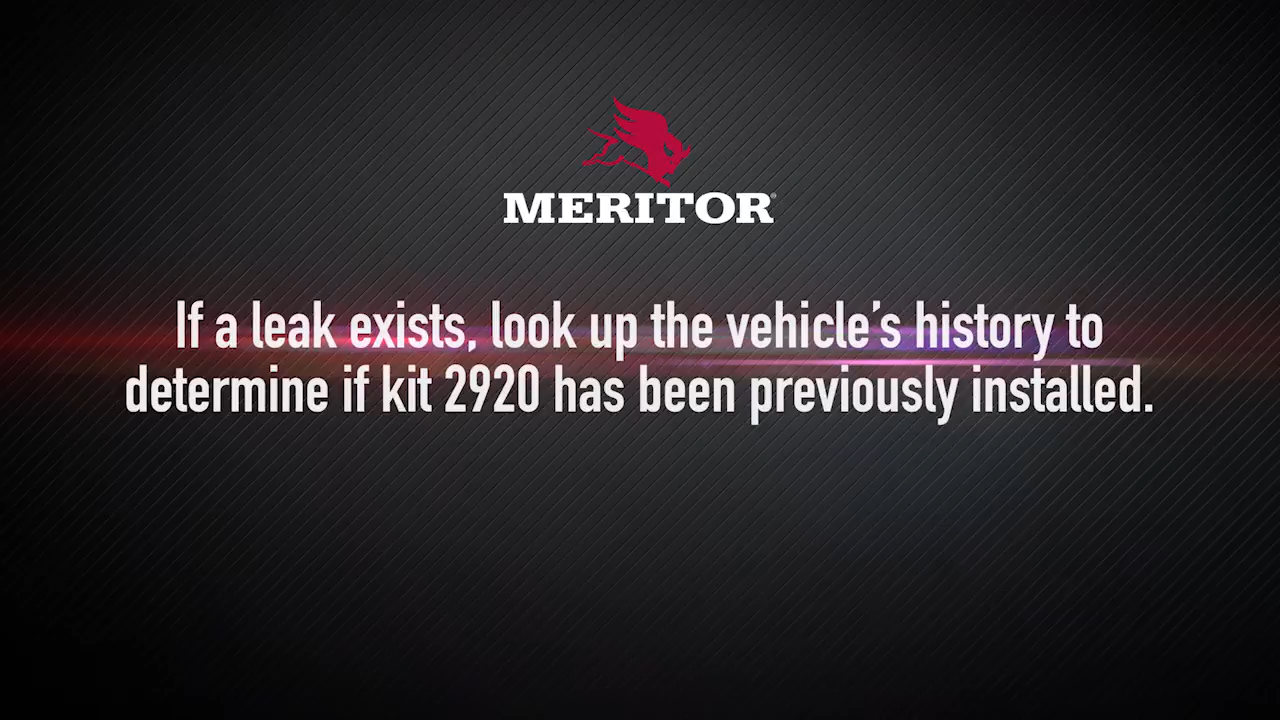 MERITOR®
If a leak exists, look up the vehicle’s history to
determine if kit 2920 has been previously installed.